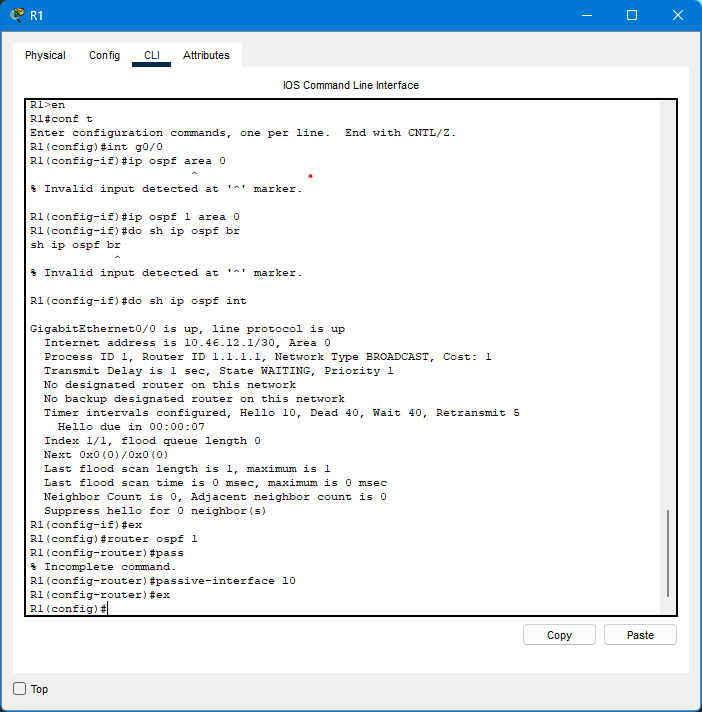 R1
Physical Config CLI Attributes
IOS Command Line Interface
R1>en
R1#conf t
Enter configuration commands, one per line.  End with CNTL/Z.
R1(config)#int g0/0
R1(config-if)#ip ospf area 0
                       ^
% Invalid input detected at '^' marker.
R1(config-if)#ip ospf 1 area 0
R1(config-if)#do sh ip ospf br
sh ip ospf br
            ^
% Invalid input detected at '^' marker.
R1(config-if)#do sh ip ospf int
GigabitEthernet0/0 is up, line protocol is up
  Internet address is 10.46.12.1/30, Area 0
  Process ID 1, Router ID 1.1.1.1, Network Type BROADCAST, Cost: 1
  Transmit Delay is 1 sec, State WAITING, Priority 1
  No designated router on this network
  No backup designated router on this network
  Timer intervals configured, Hello 10, Dead 40, Wait 40, Retransmit 5
    Hello due in 00:00:07
  Index 1/1, flood queue length 0
  Next 0x0(0)/0x0(0)
  Last flood scan length is 1, maximum is 1
  Last flood scan time is 0 msec, maximum is 0 msec
  Neighbor Count is 0, Adjacent neighbor count is 0
  Suppress hello for 0 neighbor(s)
R1(config-if)#ex
R1(config)#router ospf 1
R1(config-router)#pass
% Incomplete command.
R1(config-router)#passive-interface l0
R1(config-router)#ex
R1(config)#
Copy Paste
Top